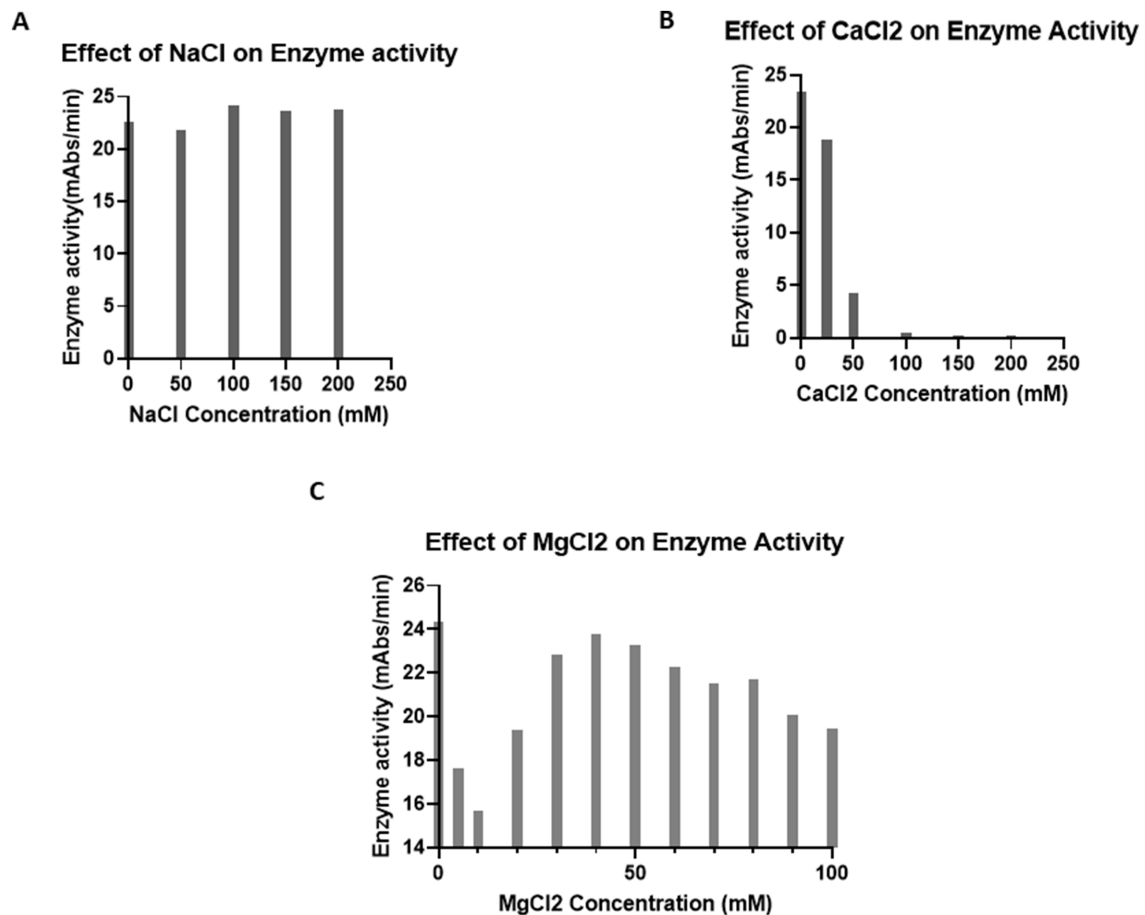 A
Effect of NaCl on Enzyme activity
Enzyme activity(mAbs/min)
25
20
15
10
5
0
0 50 100 150 200 250
NaCl Concentration (mM)
B
Effect of CaCl2 on Enzyme Activity
Enzyme activity (mAbs/min)
25
20
15
10
5
0
0 50 100 150 200 250
CaCl2 Concentration (mM)
C
Effect of MgCl2 on Enzyme Activity
Enzyme activity (mAbs/min)
26
24
22
20
18
16
14
0 50 100
MgCl2 Concentration (mM)